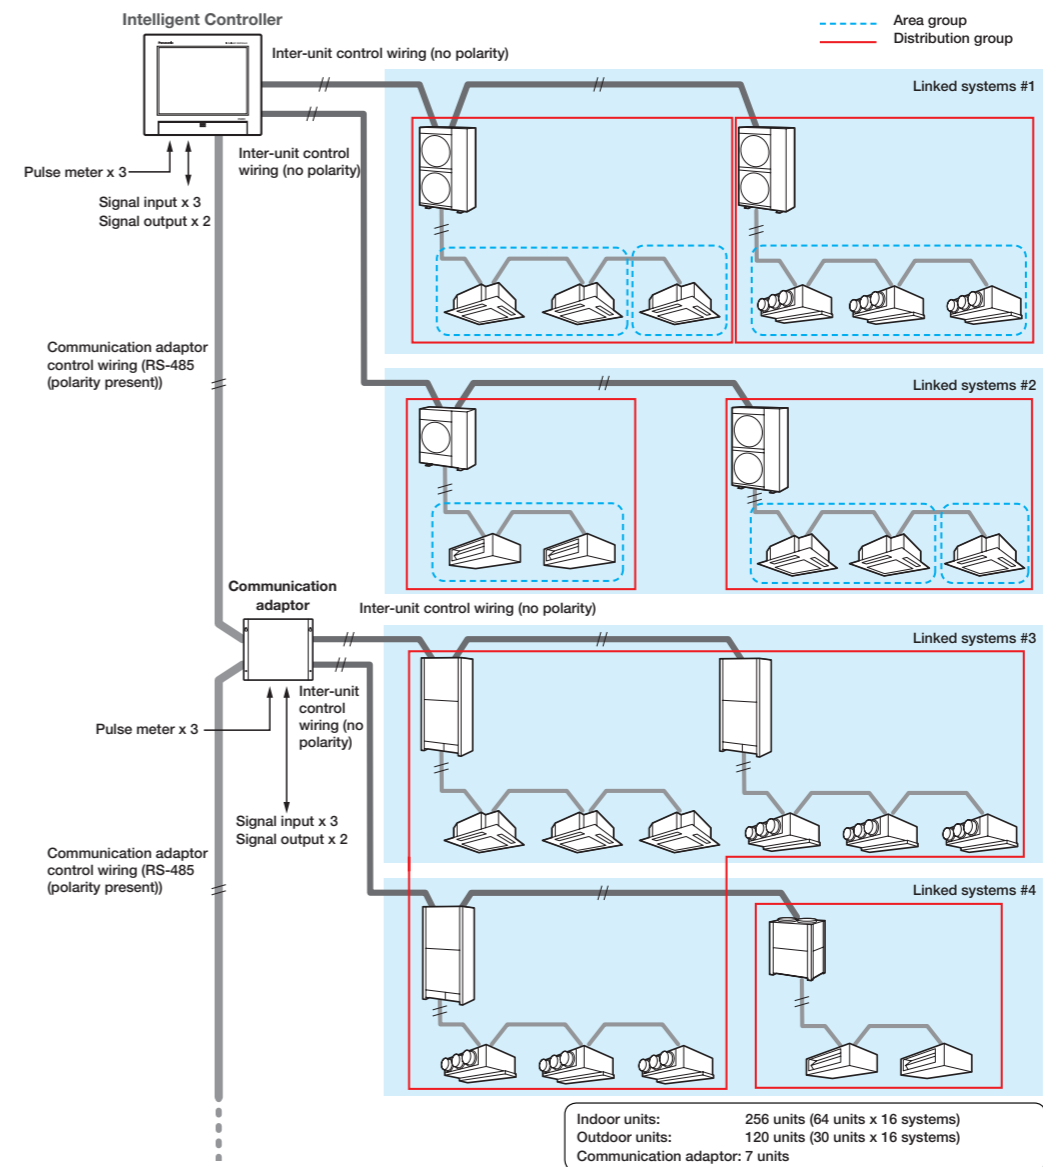 Intelligent Controller
Area group
Distribution group
Inter-unit control wiring (no polarity)
Panasonic
Linked systems #1
Inter-unit control
wiring (no polarity)
Pulse meter x 3
Signal input x 3
Signal output x 2
Communication adaptor
control wiring (RS-485
(polarity present))
Linked systems #2
Communication
adaptor
Inter-unit control wiring (no polarity)
Linked systems #3
Inter-unit
control
wiring (no
polarity)
Pulse meter x 3
Signal input x 3
Signal output x 2
Communication adaptor
control wiring (RS-485
(polarity present))
Linked systems #4
Indoor units: 256 units (64 units x 16 systems)
Outdoor units: 120 units (30 units x 16 systems)
Communication adaptor: 7 units